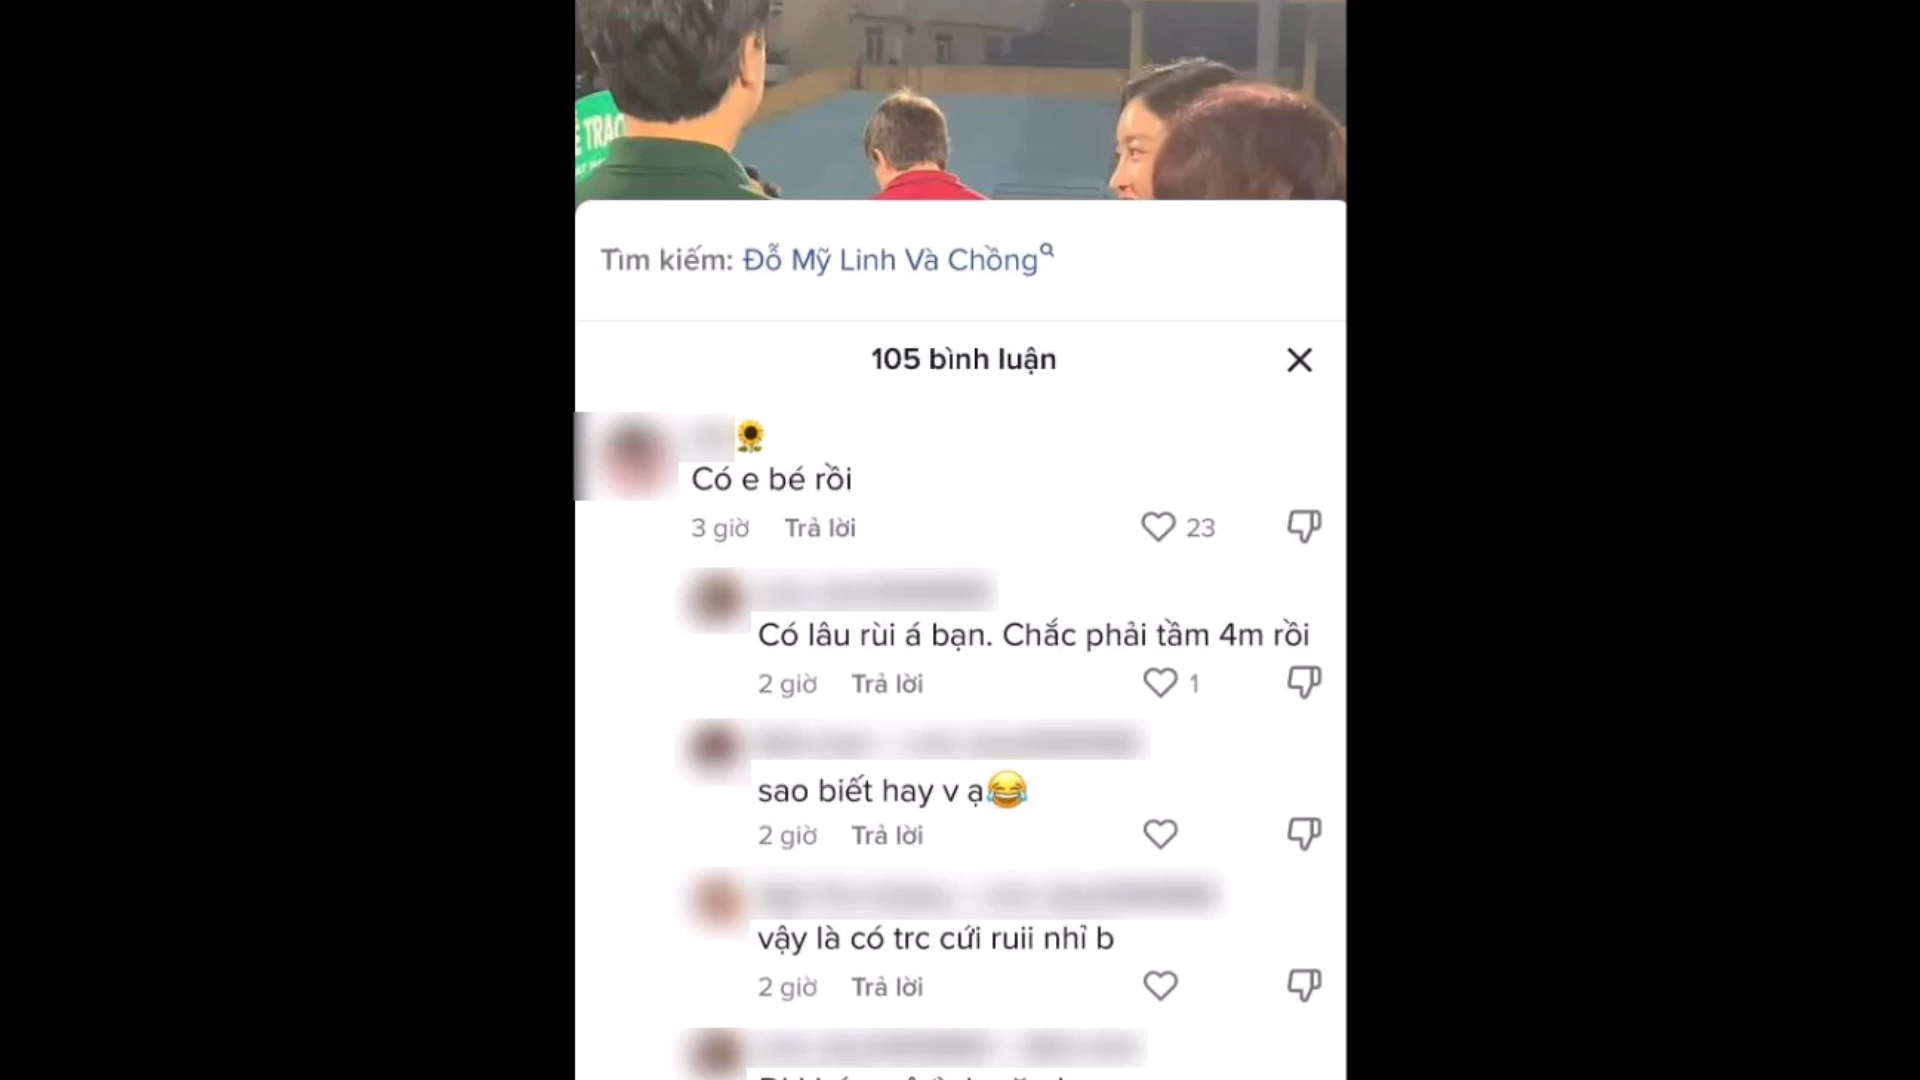 TRAO
Tìm kiếm: Đỗ Mỹ Linh Và Chồng
105 bình luận
Có e bé rồi
3 giờ Trả lời 23
Có lâu rùi á bạn. Chắc phải tầm 4m rồi
2 giờ Trả lời 1
sao biết hay v ạ😂
2 giờ Trả lời
vậy là có trc cứi ruii nhỉ b
2 giờ Trả lời